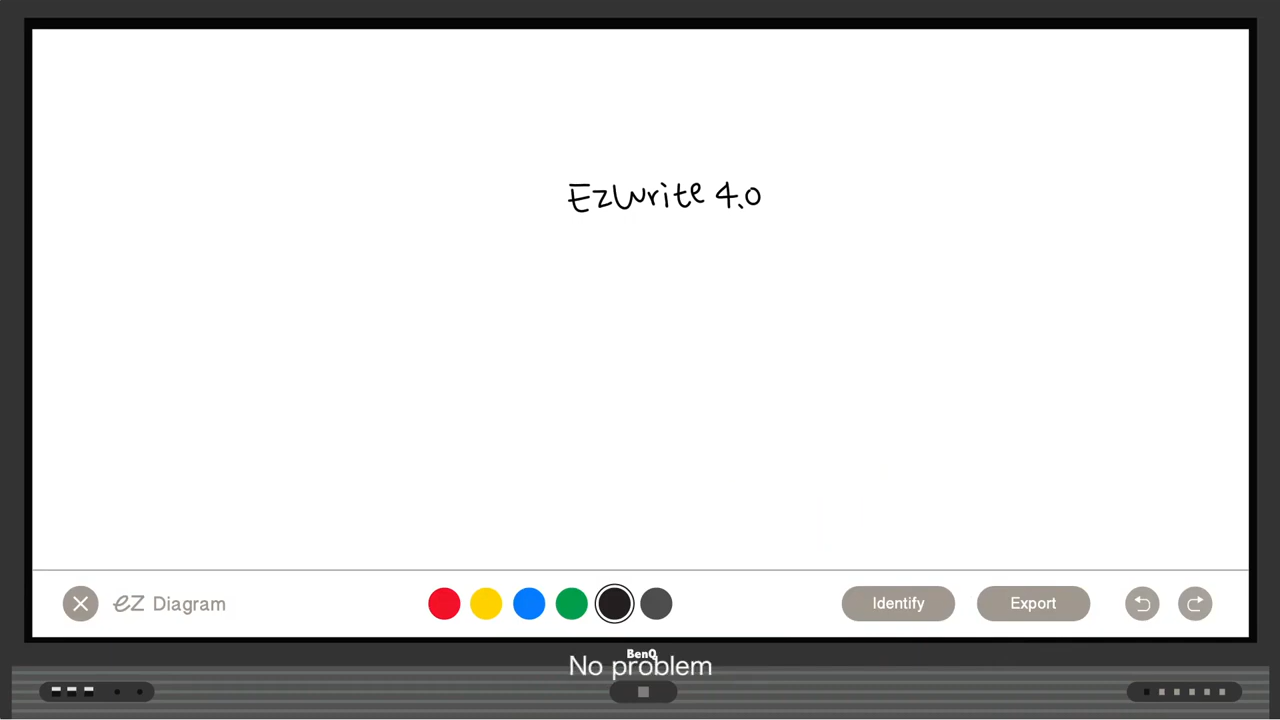 EzWrite 4.0
ez Diagram
Identify
Export
BenQ
No problem